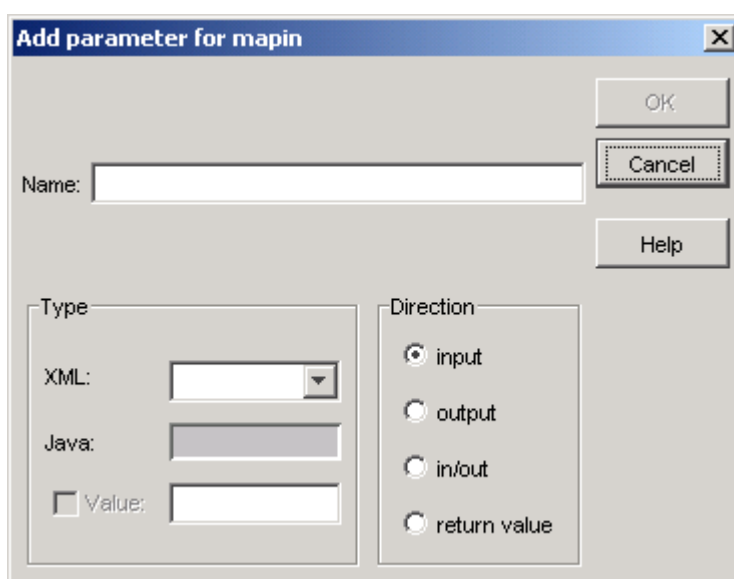 Add parameter for mapin
OK
Cancel
Name:
Help
Type
XML:
Java:
Value:
Direction
input
output
in/out
return value